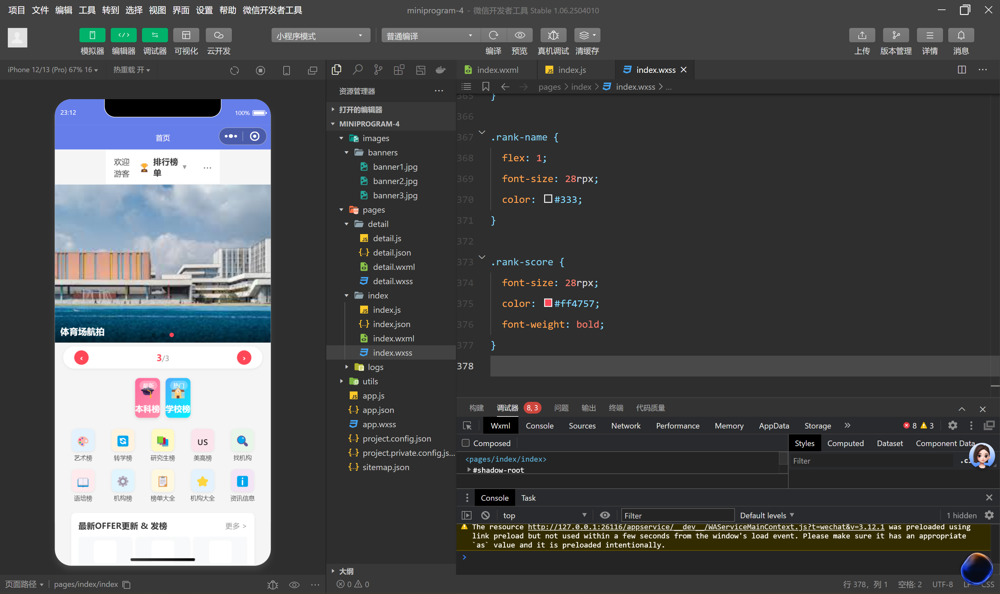 项目 文件 编辑 工具 转到 选择 视图 界面 设置 帮助 微信开发者工具
miniprogram-4 - 微信开发者工具 Stable 1.06.2504010
模拟器 编辑器 调试器 可视化 云开发
小程序模式
普通编译
编译 预览 真机调试 清缓存
上传 版本管理 详情 消息
iPhone 12/13 (Pro) 67% 16
热重载 开
23:12
100%
首页
欢迎
游客
排行榜
单
...
体育场航拍
‹
3/3
›
最新
本科榜
热门
学校榜
艺术榜
转学榜
研究生榜
US
美高榜
找机构
语培榜
机构榜
榜单大全
机构大全
资讯信息
最新OFFER更新 & 发榜
更多 >
页面路径
pages/index/index
资源管理器
打开的编辑器
MINIPROGRAM-4
images
banners
banner1.jpg
banner2.jpg
banner3.jpg
pages
detail
detail.js
detail.json
detail.wxml
detail.wxss
index
index.js
index.json
index.wxml
index.wxss
logs
utils
app.js
app.json
app.wxss
project.config.json
project.private.config.js...
sitemap.json
大纲
0 0
index.wxml
index.js
index.wxss
pages > index > index.wxss > ...
365 }
366
367 .rank-name {
368 flex: 1;
369 font-size: 28rpx;
370 color: #333;
371 }
372
373 .rank-score {
374 font-size: 28rpx;
375 color: #ff4757;
376 font-weight: bold;
377 }
378
构建 调试器 8, 3 问题 输出 终端 代码质量
Wxml Console Sources Network Performance Memory AppData Storage
8 3
Composed
Styles Computed Dataset Component Data
<pages/index/index>
#shadow-root
Filter
Console Task
top
Filter
Default levels
1 hidden
The resource http://127.0.0.1:26116/appservice/__dev__/WAServiceMainContext.js?t=wechat&v=3.12.1 was preloaded using
link preload but not used within a few seconds from the window's load event. Please make sure it has an appropriate
`as` value and it is preloaded intentionally.
>
行 378，列 1 空格: 2 UTF-8